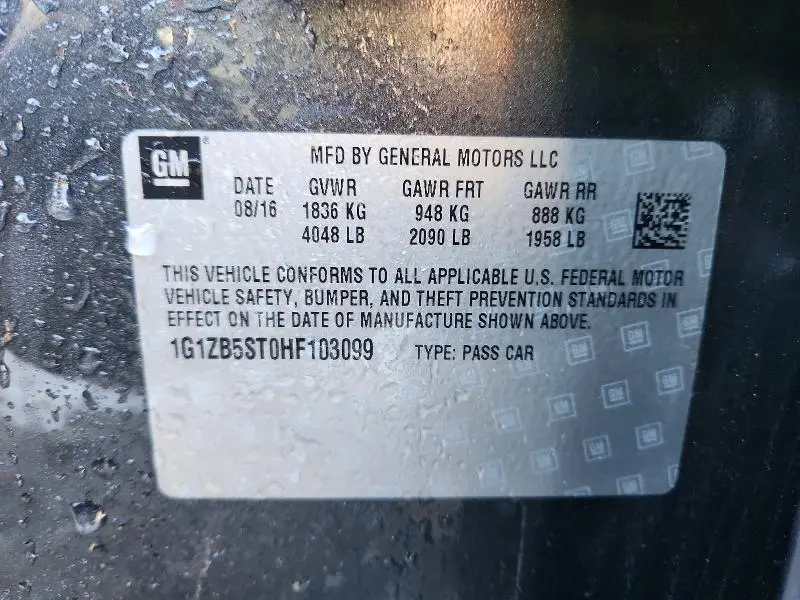 GM
MFD BY GENERAL MOTORS LLC
DATE GVWR GAWR FRT GAWR RR
08/16 1836 KG 948 KG 888 KG
4048 LB 2090 LB 1958 LB
THIS VEHICLE CONFORMS TO ALL APPLICABLE U.S. FEDERAL MOTOR
VEHICLE SAFETY, BUMPER, AND THEFT PREVENTION STANDARDS IN
EFFECT ON THE DATE OF MANUFACTURE SHOWN ABOVE.
1G1ZB5ST0HF103099 TYPE: PASS CAR